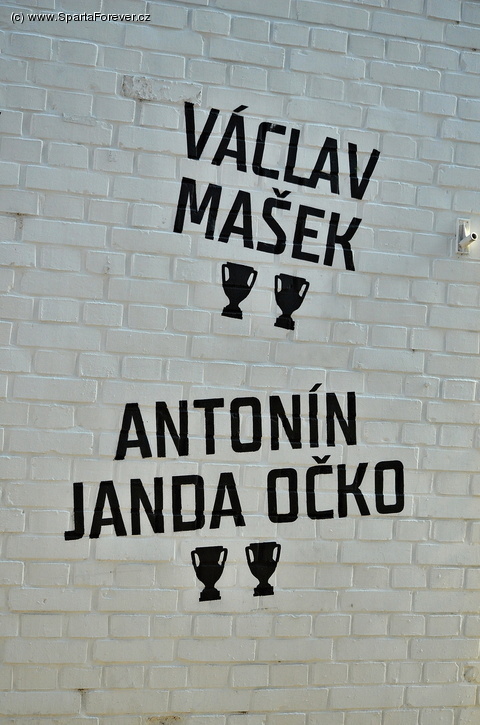 (c) www.SpartaForever.cz
VÁCLAV
MAŠEK
ANTONÍN
JANDA OČKO